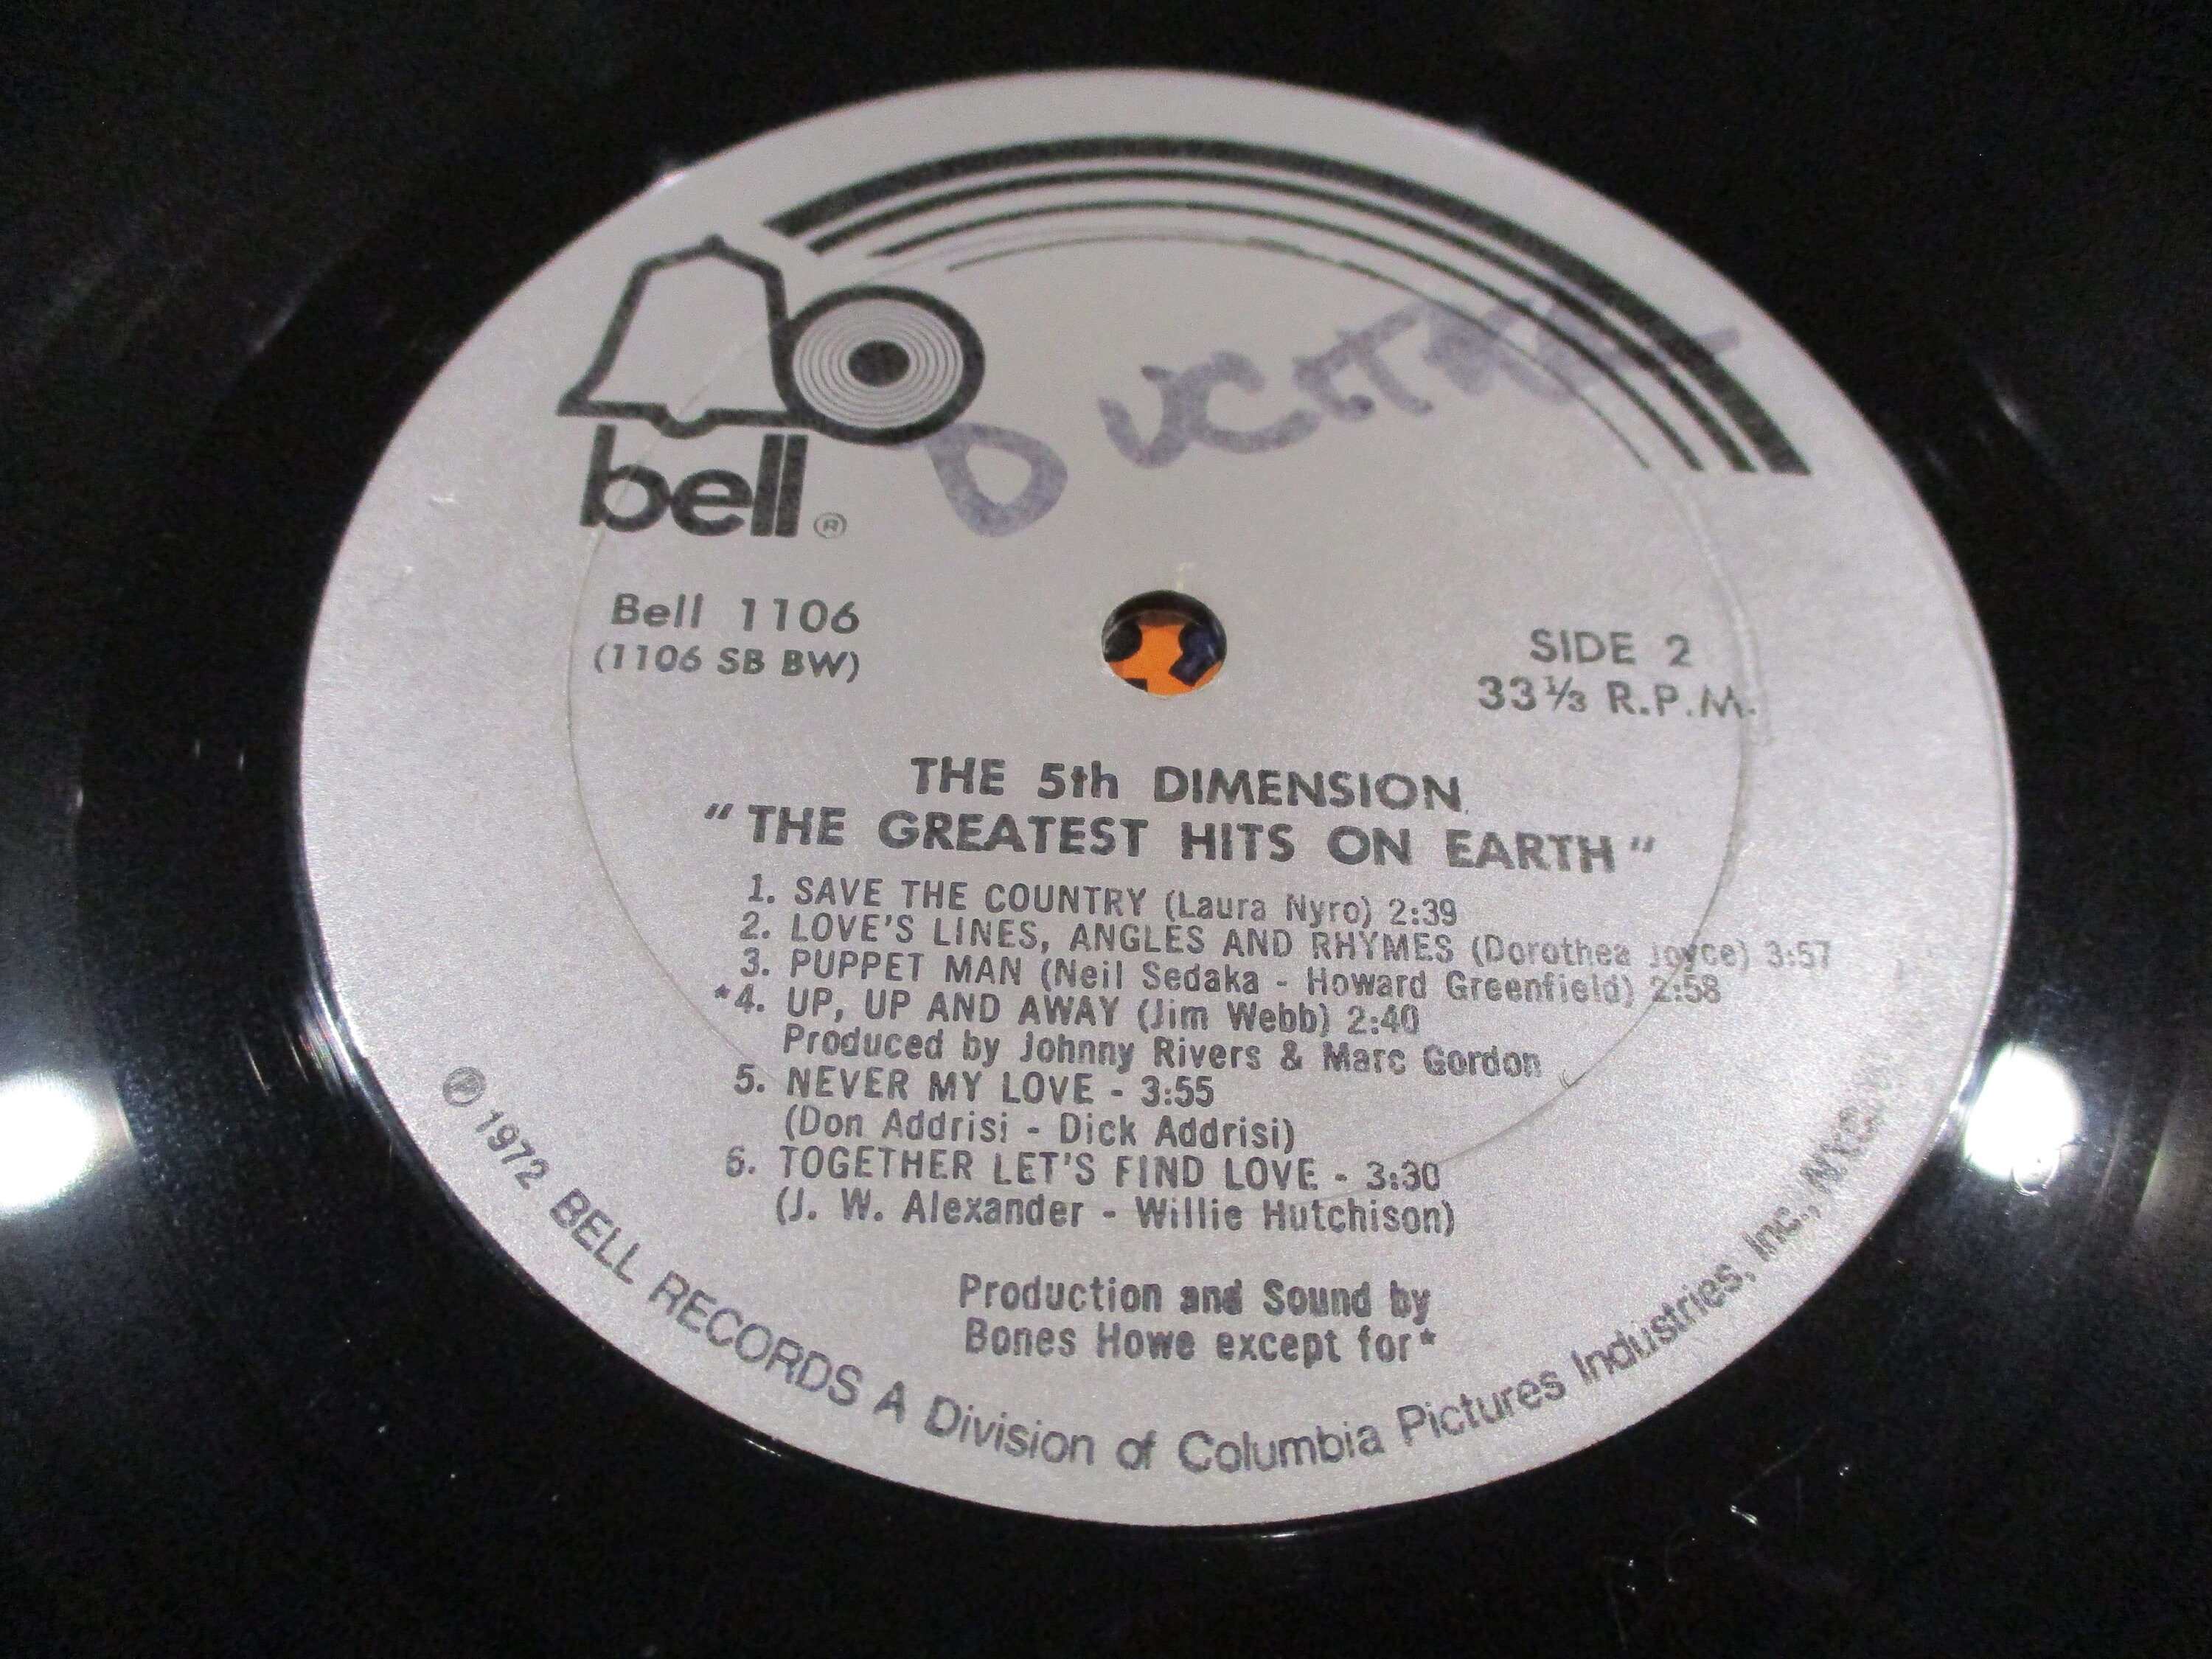 bell ®
Bell 1106
(1106 SB BW)
SIDE 2
33⅓ R.P.M.
THE 5th DIMENSION
"THE GREATEST HITS ON EARTH"
1. SAVE THE COUNTRY (Laura Nyro) 2:39
2. LOVE'S LINES, ANGLES AND RHYMES (Dorothea Joyce) 3:57
3. PUPPET MAN (Neil Sedaka - Howard Greenfield) 2:58
*4. UP, UP AND AWAY (Jim Webb) 2:40
Produced by Johnny Rivers & Marc Gordon
5. NEVER MY LOVE - 3:55
(Don Addrisi - Dick Addrisi)
6. TOGETHER LET'S FIND LOVE - 3:30
(J. W. Alexander - Willie Hutchison)
Production and Sound by
Bones Howe except for*
℗ 1972 BELL RECORDS A Division of Columbia Pictures Industries, Inc.,